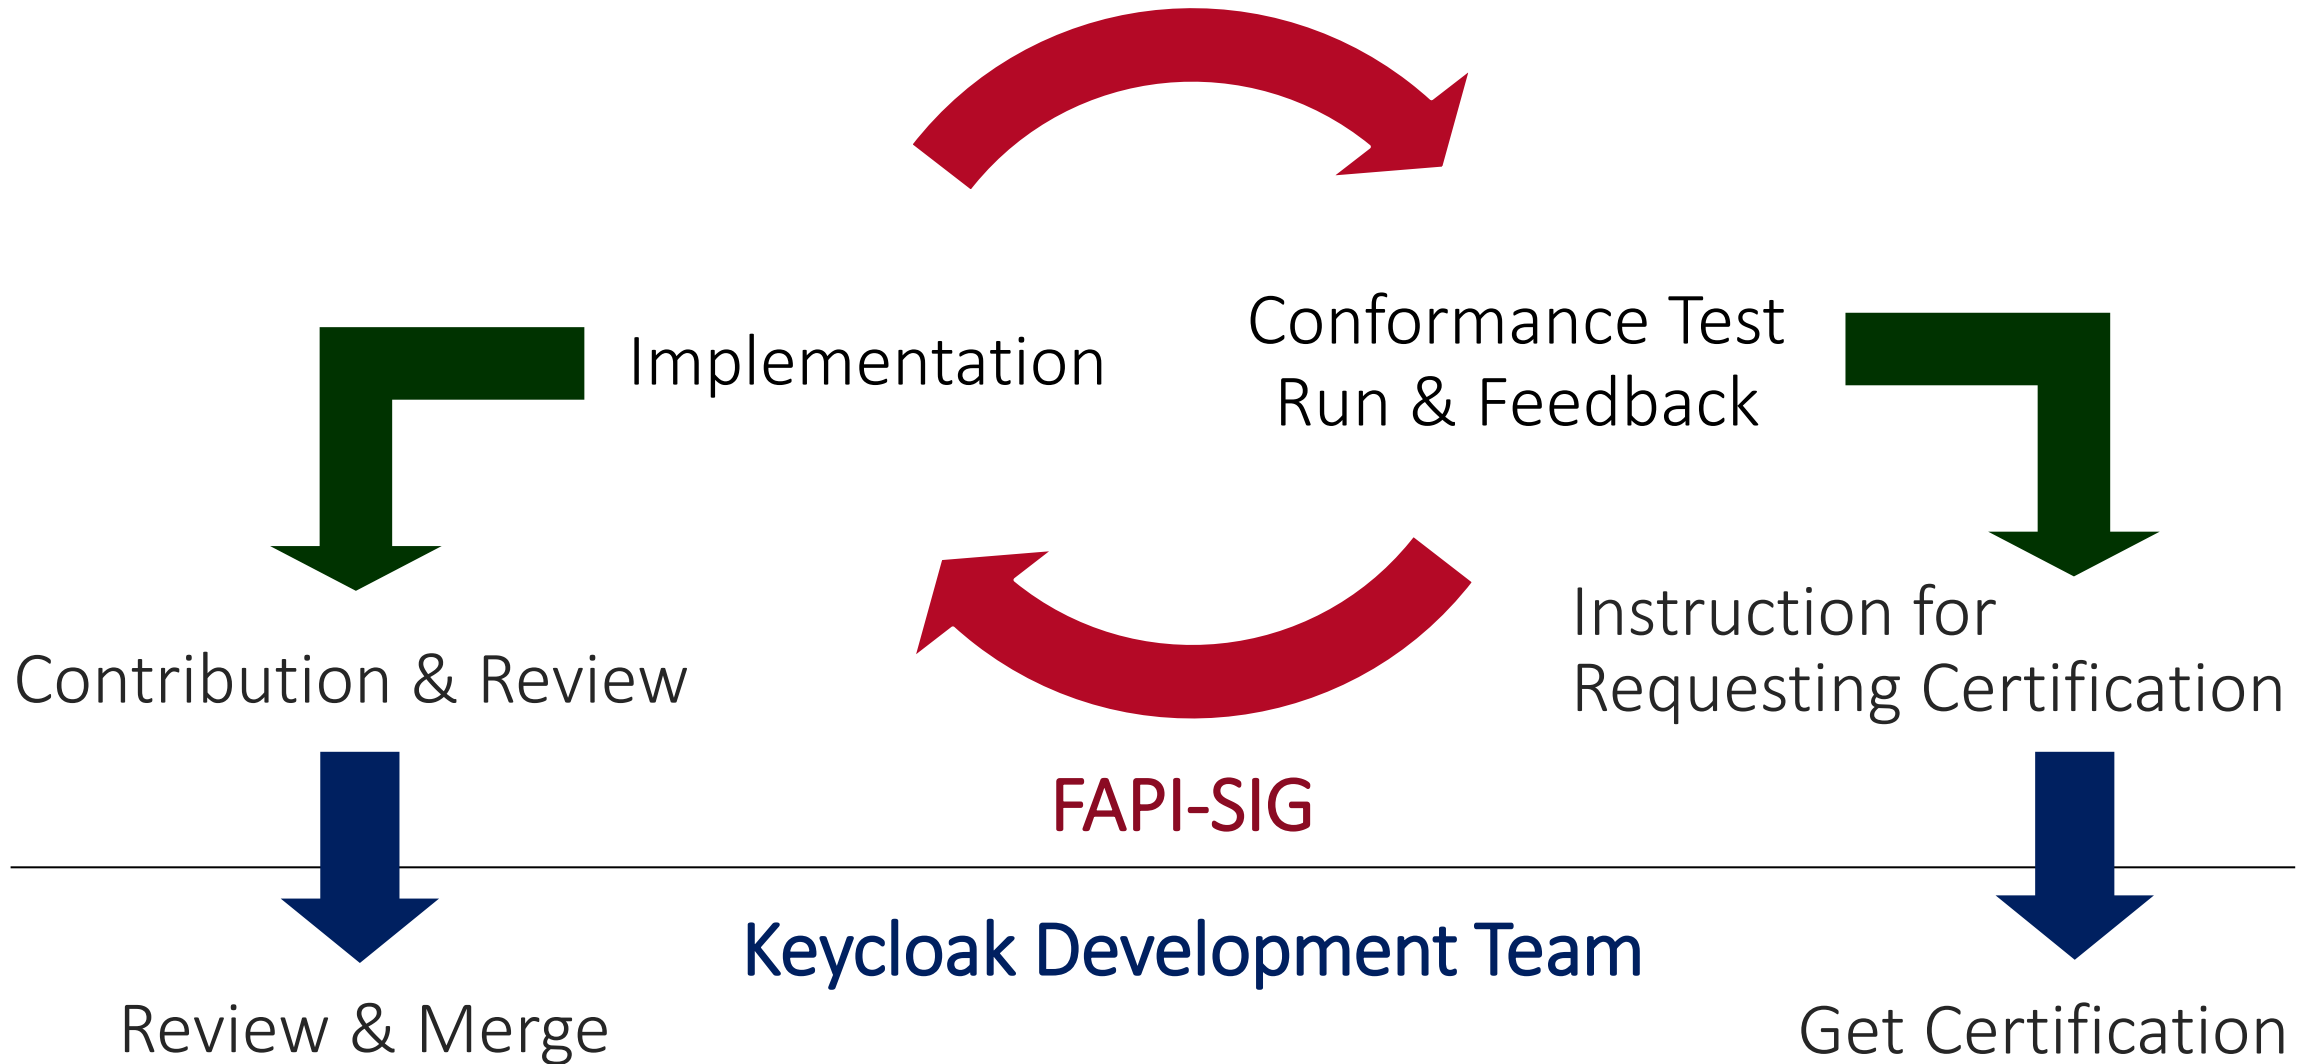 Implementation
Conformance Test
Run & Feedback
Contribution & Review
Instruction for
Requesting Certification
FAPI-SIG
Keycloak Development Team
Review & Merge
Get Certification